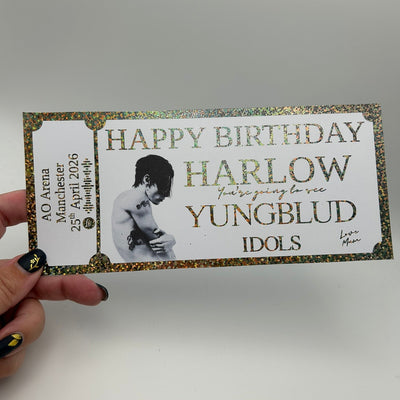 AO Arena
Manchester
25th April 2026
HAPPY BIRTHDAY
HARLOW
You're going to see
YUNGBLUD
IDOLS
Love
Mum